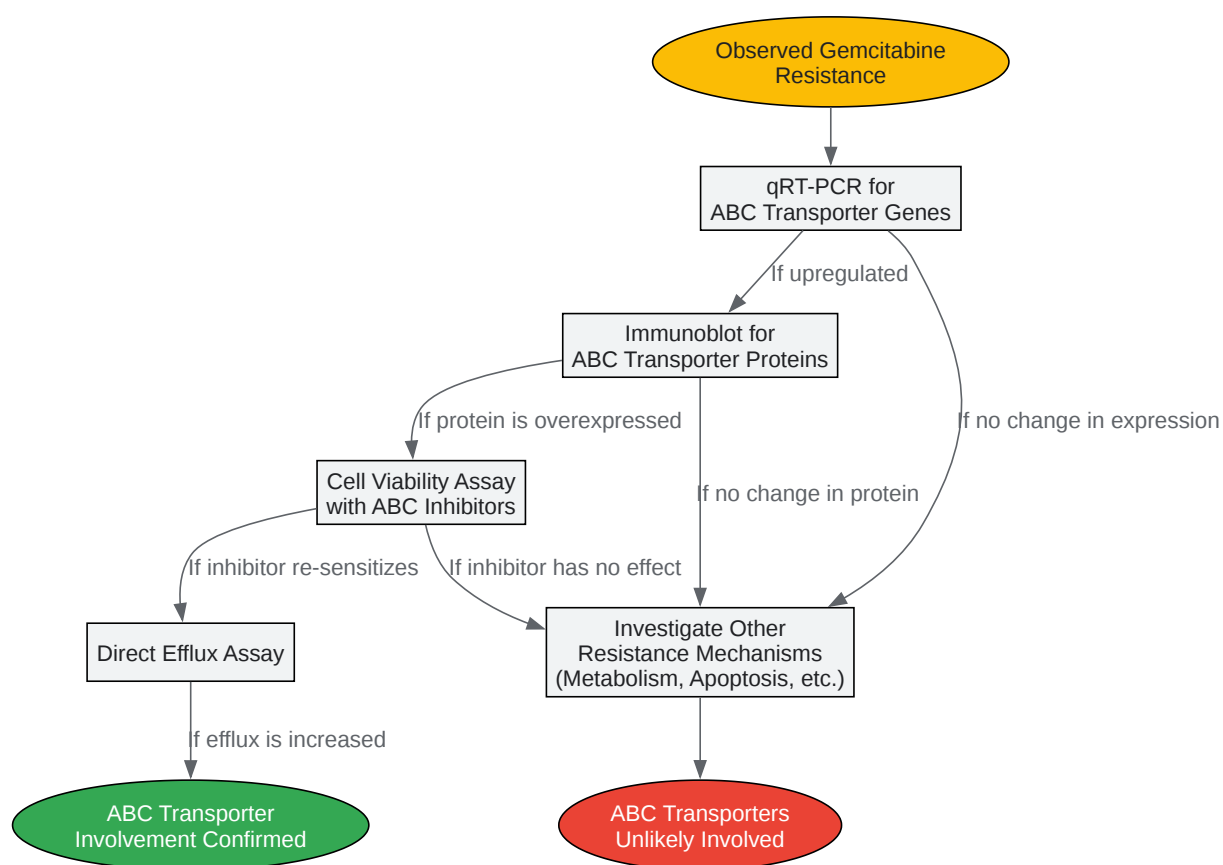 Observed Gemcitabine
Resistance
qRT-PCR for
ABC Transporter Genes
If upregulated
Immunoblot for
ABC Transporter Proteins
If protein is overexpressed
If no change in expression
Cell Viability Assay
with ABC Inhibitors
If no change in protein
If inhibitor re-sensitizes
If inhibitor has no effect
Direct Efflux Assay
Investigate Other
Resistance Mechanisms
(Metabolism, Apoptosis, etc.)
If efflux is increased
ABC Transporter
Involvement Confirmed
ABC Transporters
Unlikely Involved